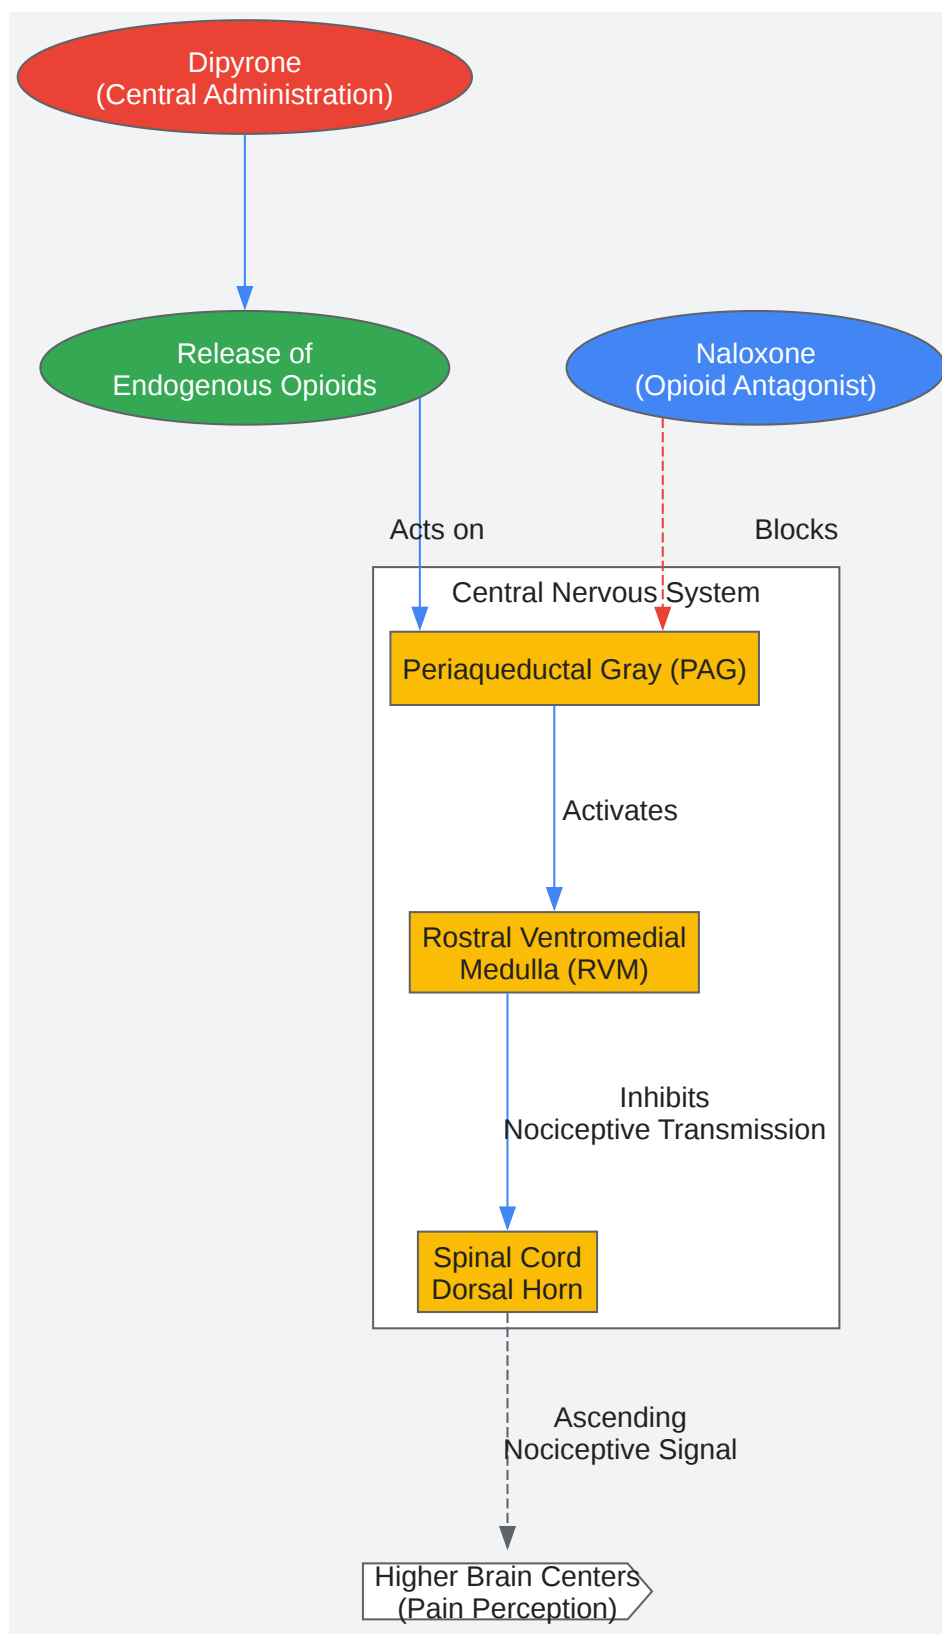 Dipyrone
(Central Administration)
Release of
Endogenous Opioids
Naloxone
(Opioid Antagonist)
Acts on
Blocks
Central Nervous System
Periaqueductal Gray (PAG)
Activates
Rostral Ventromedial
Medulla (RVM)
Inhibits
Nociceptive Transmission
Spinal Cord
Dorsal Horn
Ascending
Nociceptive Signal
Higher Brain Centers
(Pain Perception)